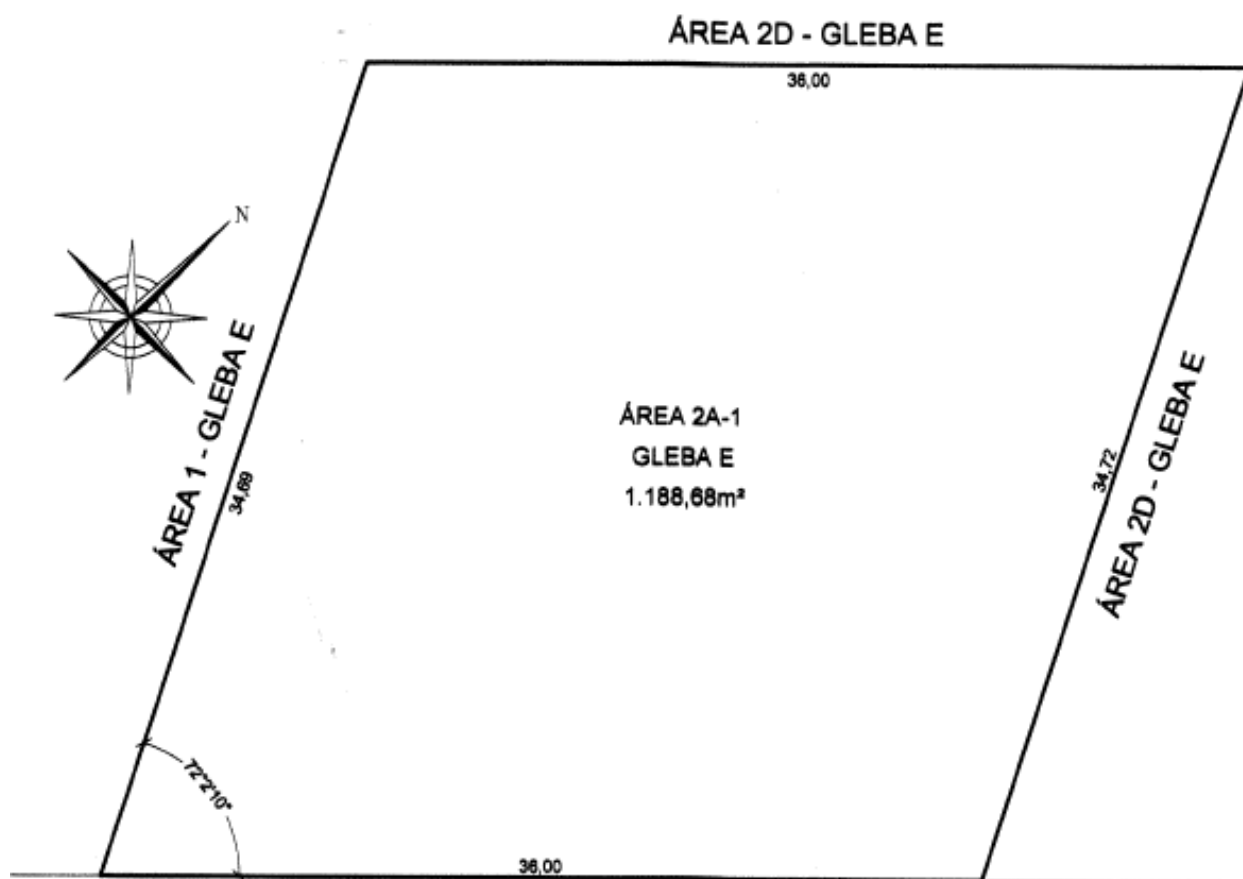 ÁREA 2D - GLEBA E
36,00
N
ÁREA 1 - GLEBA E
34,69
ÁREA 2A-1
GLEBA E
1.188,68m²
34,72
ÁREA 2D - GLEBA E
72°2'10"
36,00